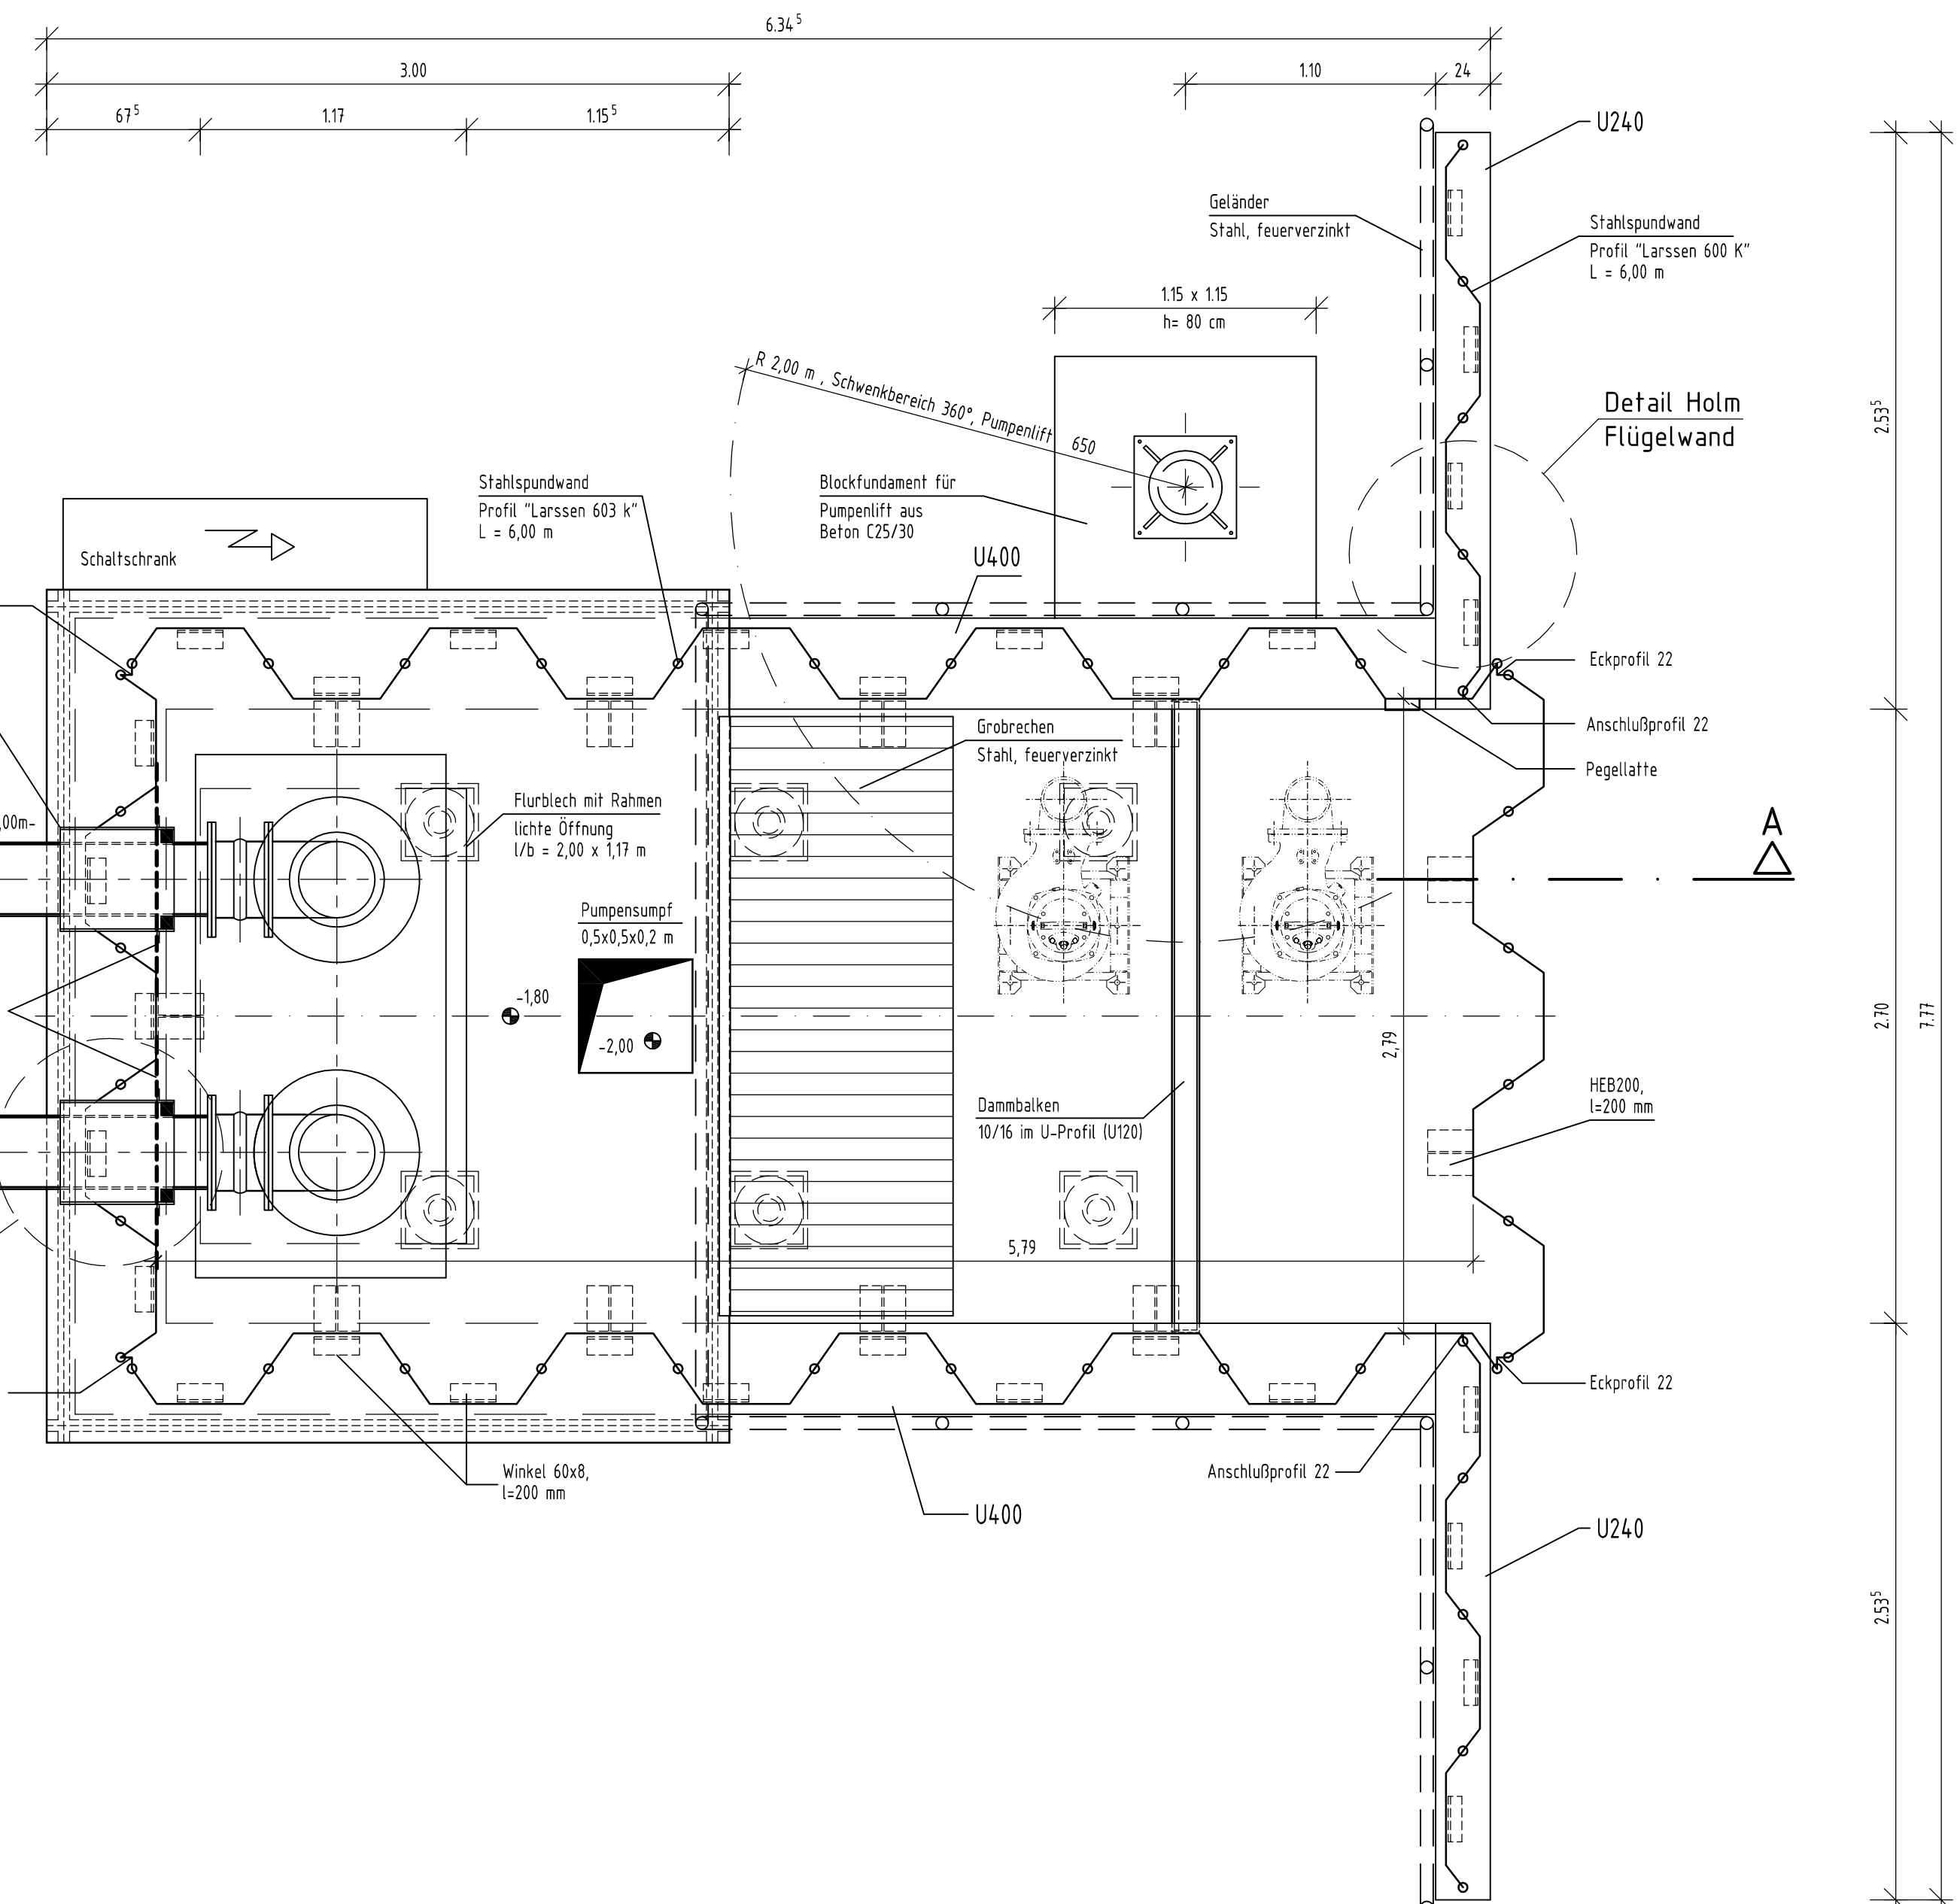 6.34⁵
3.00
1.10
24
67⁵
1.17
1.15⁵
U240
Geländer
Stahl, feuerverzinkt
Stahlspundwand
Profil "Larssen 600 K"
L = 6,00 m
1.15 x 1.15
h= 80 cm
R 2,00 m , Schwenkbereich 360°, Pumpenlift
650
Detail Holm
Flügelwand
2.53⁵
Stahlspundwand
Profil "Larssen 603 k"
L = 6,00 m
Blockfundament für
Pumpenlift aus
Beton C25/30
Schaltschrank
U400
Eckprofil 22
Anschlußprofil 22
Pegellatte
Grobrechen
Stahl, feuerverzinkt
Flurblech mit Rahmen
lichte Öffnung
l/b = 2,00 x 1,17 m
,00m-
A
Pumpensumpf
0,5x0,5x0,2 m
-1,80
-2,00
2,79
2.70
7.77
HEB200,
l=200 mm
Dammbalken
10/16 im U-Profil (U120)
5,79
Eckprofil 22
Winkel 60x8,
l=200 mm
Anschlußprofil 22
U400
U240
2.53⁵